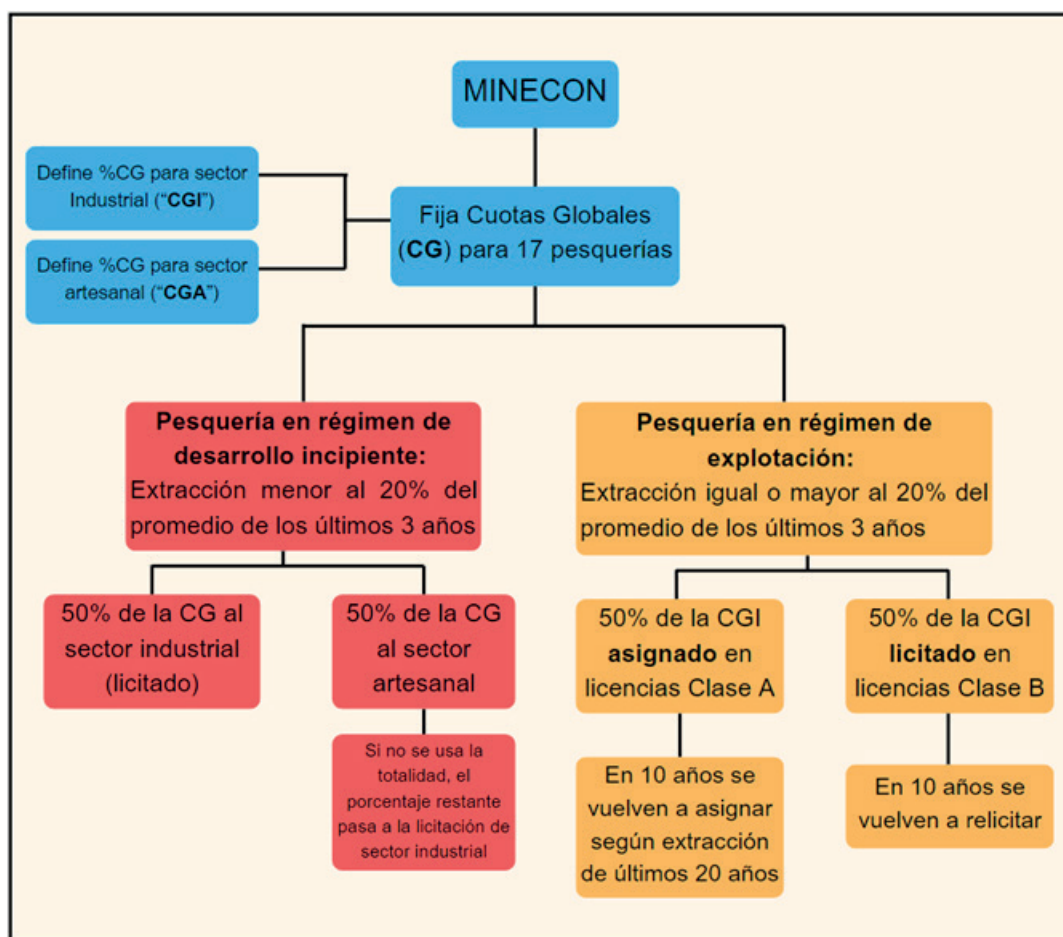 MINECON
Define %CG para sector
Industrial (“CGI”)
Fija Cuotas Globales
(CG) para 17 pesquerías
Define %CG para sector
artesanal (“CGA”)
Pesquería en régimen de
desarrollo incipiente:
Extracción menor al 20% del
promedio de los últimos 3 años
Pesquería en régimen de
explotación:
Extracción igual o mayor al 20% del
promedio de los últimos 3 años
50% de la CG al
sector industrial
(licitado)
50% de la CG
al sector
artesanal
50% de la CGI
asignado en
licencias Clase A
50% de la CGI
licitado en
licencias Clase B
Si no se usa la
totalidad, el
porcentaje restante
pasa a la licitación de
sector industrial
En 10 años se
vuelven a asignar
según extracción
de últimos 20 años
En 10 años se
vuelven a relicitar